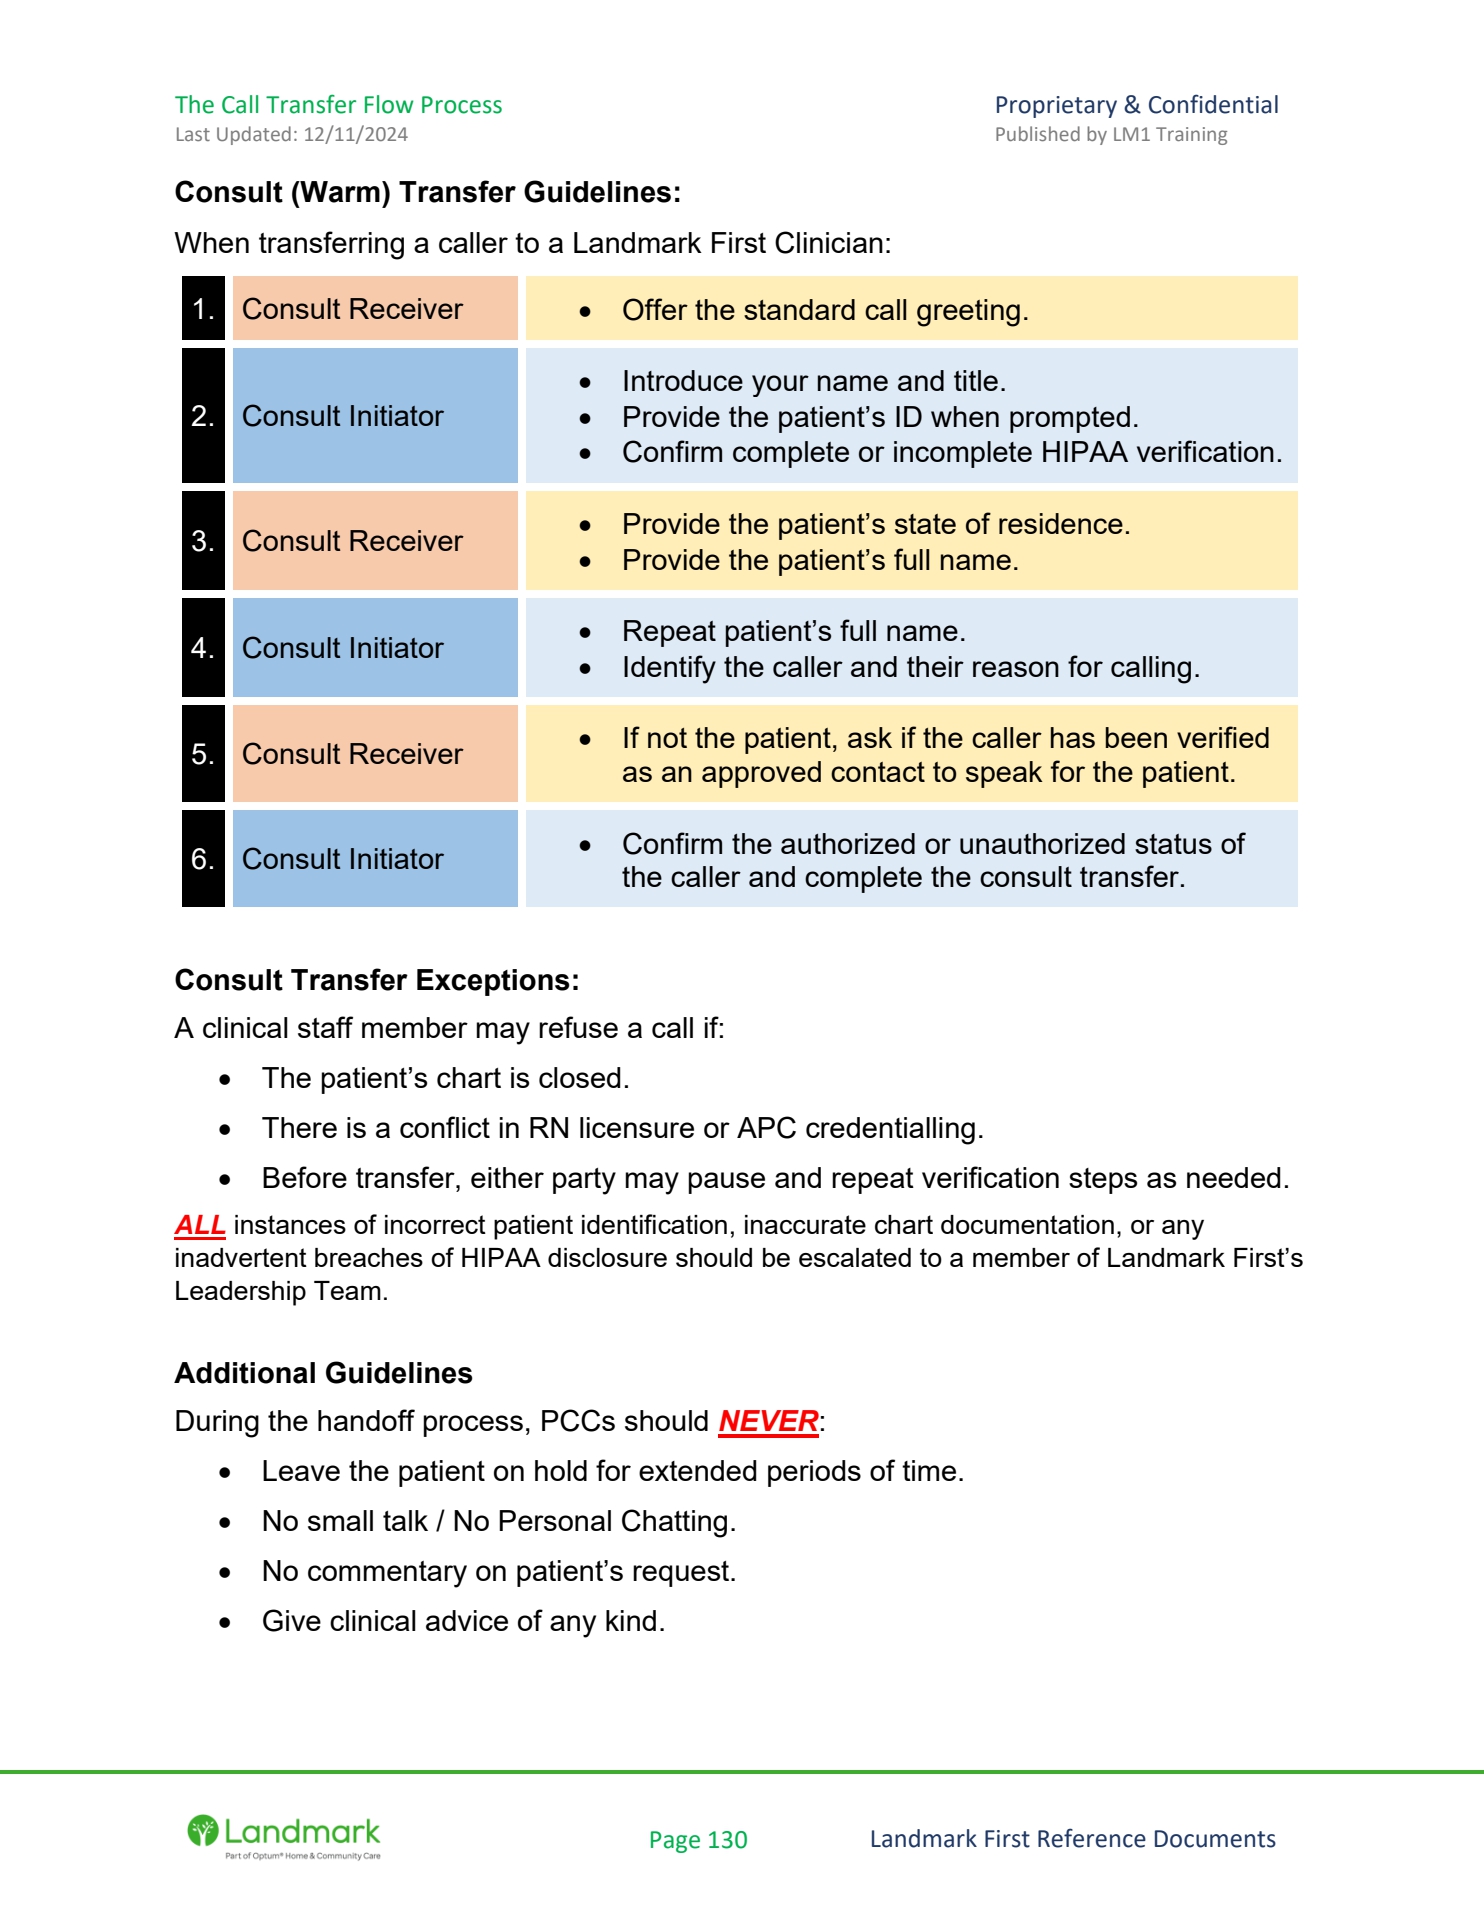 The Call Transfer Flow Process
Proprietary & Confidential
Last Updated: 12/11/2024
Published by LM1 Training
Consult (Warm) Transfer Guidelines:
When transferring a caller to a Landmark First Clinician:
1. Consult Receiver
• Offer the standard call greeting.
2. Consult Initiator
• Introduce your name and title.
• Provide the patient’s ID when prompted.
• Confirm complete or incomplete HIPAA verification.
3. Consult Receiver
• Provide the patient’s state of residence.
• Provide the patient’s full name.
4. Consult Initiator
• Repeat patient’s full name.
• Identify the caller and their reason for calling.
5. Consult Receiver
• If not the patient, ask if the caller has been verified
as an approved contact to speak for the patient.
6. Consult Initiator
• Confirm the authorized or unauthorized status of
the caller and complete the consult transfer.
Consult Transfer Exceptions:
A clinical staff member may refuse a call if:
• The patient’s chart is closed.
• There is a conflict in RN licensure or APC credentialling.
• Before transfer, either party may pause and repeat verification steps as needed.
ALL instances of incorrect patient identification, inaccurate chart documentation, or any
inadvertent breaches of HIPAA disclosure should be escalated to a member of Landmark First’s
Leadership Team.
Additional Guidelines
During the handoff process, PCCs should NEVER:
• Leave the patient on hold for extended periods of time.
• No small talk / No Personal Chatting.
• No commentary on patient’s request.
• Give clinical advice of any kind.
Landmark
Part of Optum® Home & Community Care
Page 130
Landmark First Reference Documents